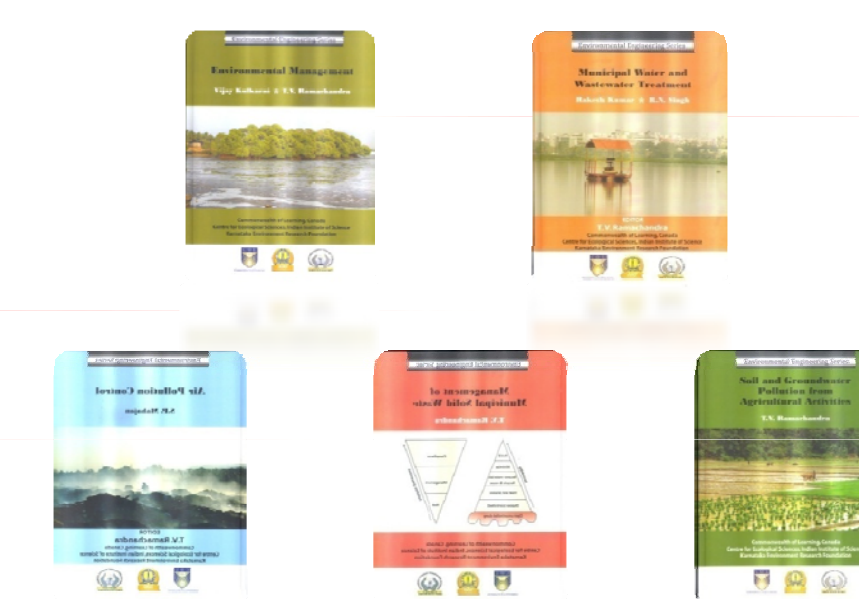 Environmental Engineering Series
Environmental Management
Vijay Kulkarni & T.V. Ramachandra
Commonwealth of Learning, Canada
Centre for Ecological Sciences, Indian Institute of Science
Karnataka Environment Research Foundation
Environmental Engineering Series
Municipal Water and
Wastewater Treatment
Rakesh Kumar & R.N. Singh
EDITOR
T.V. Ramachandra
Commonwealth of Learning, Canada
Centre for Ecological Sciences, Indian Institute of Science
Karnataka Environment Research Foundation
Environmental Engineering Series
Air Pollution Control
S.P. Mahajan
EDITOR
T.V. Ramachandra
Commonwealth of Learning, Canada
Centre for Ecological Sciences, Indian Institute of Science
Karnataka Environment Research Foundation
Environmental Engineering Series
Management of
Municipal Solid Waste
T.V. Ramachandra
Commonwealth of Learning, Canada
Centre for Ecological Sciences, Indian Institute of Science
Karnataka Environment Research Foundation
Environmental Engineering Series
Soil and Groundwater
Pollution from
Agricultural Activities
T.V. Ramachandra
Commonwealth of Learning, Canada
Centre for Ecological Sciences, Indian Institute of Science
Karnataka Environment Research Foundation